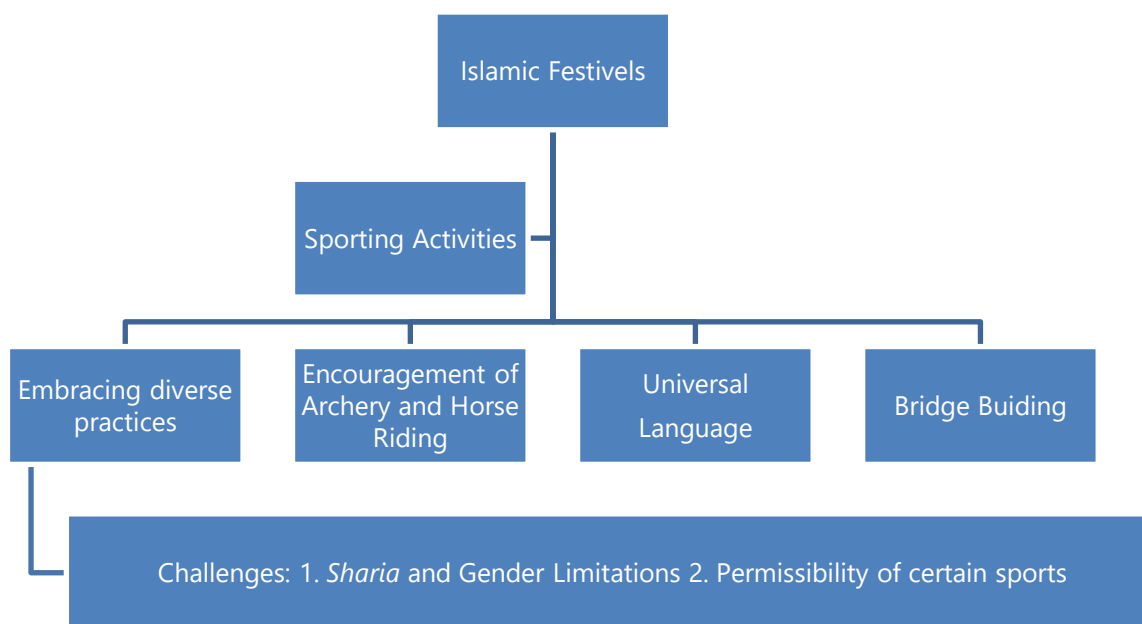 Islamic Festivels
Sporting Activities
Embracing diverse
practices
Encouragement of
Archery and Horse
Riding
Universal
Language
Bridge Buiding
Challenges: 1. Sharia and Gender Limitations 2. Permissibility of certain sports